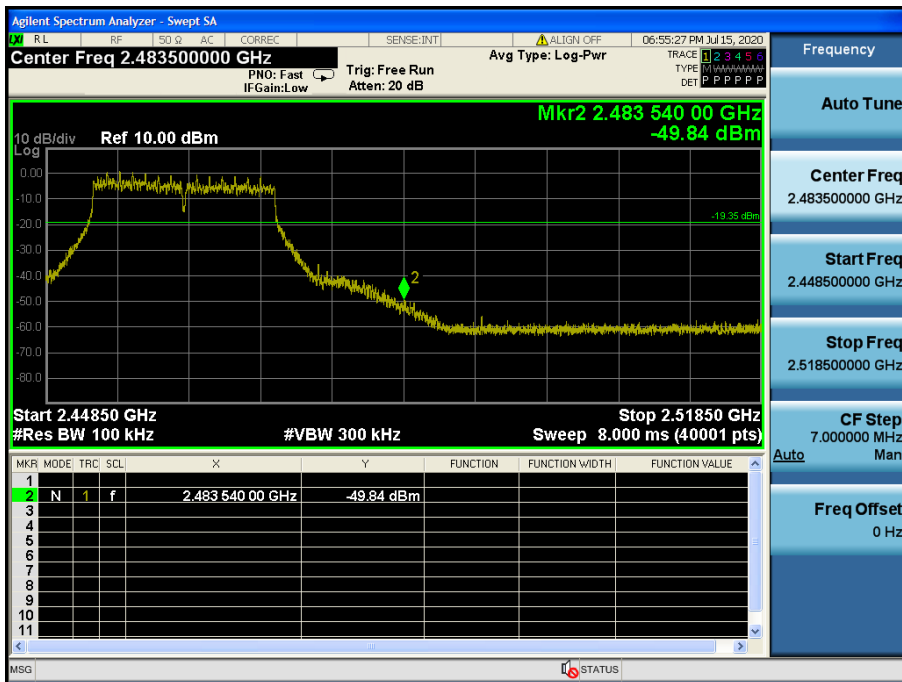 Agilent Spectrum Analyzer - Swept SA
LXI RL RF 50 Ω AC CORREC SENSE:INT ALIGN OFF 06:55:27 PM Jul 15, 2020
Center Freq 2.483500000 GHz
PNO: Fast
IFGain:Low
Trig: Free Run
Atten: 20 dB
Avg Type: Log-Pwr
TRACE 1 2 3 4 5 6
TYPE M
DET P P P P P P
Mkr2 2.483 540 00 GHz
-49.84 dBm
10 dB/div Ref 10.00 dBm
Log
0.00
-10.0
-20.0
-30.0
-40.0
-50.0
-60.0
-70.0
-80.0
-19.35 dBm
2
Start 2.44850 GHz Stop 2.51850 GHz
#Res BW 100 kHz #VBW 300 kHz Sweep 8.000 ms (40001 pts)
MKR MODE TRC SCL X Y FUNCTION FUNCTION WIDTH FUNCTION VALUE
1
2 N 1 f 2.483 540 00 GHz -49.84 dBm
3
4
5
6
7
8
9
10
11
MSG STATUS
Frequency
Auto Tune
Center Freq
2.483500000 GHz
Start Freq
2.448500000 GHz
Stop Freq
2.518500000 GHz
CF Step
7.000000 MHz
Auto Man
Freq Offset
0 Hz